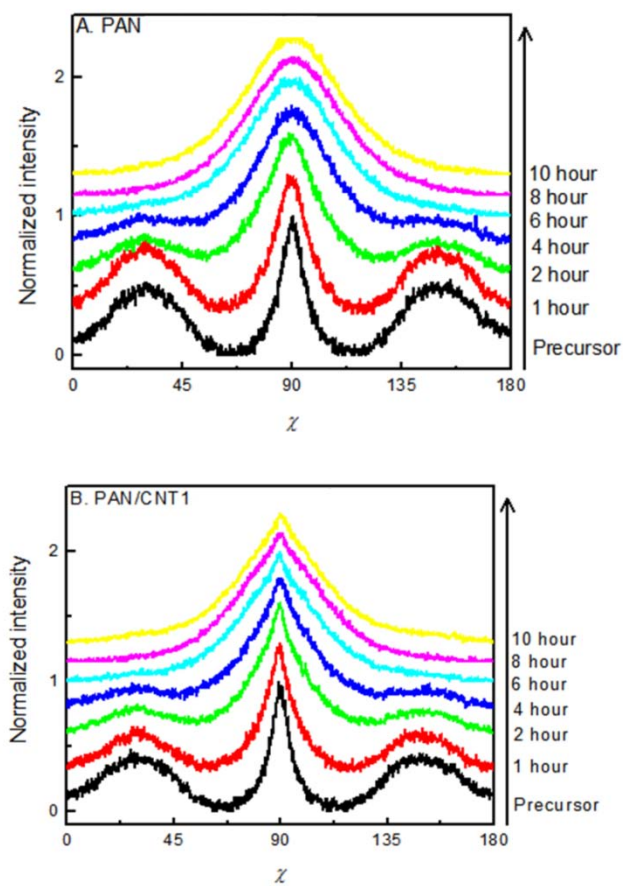 A. PAN
Normalized intensity
2
1
0
0
45
90
135
180
χ
10 hour
8 hour
6 hour
4 hour
2 hour
1 hour
Precursor
B. PAN/CNT1
Normalized intensity
2
1
0
0
45
90
135
180
χ
10 hour
8 hour
6 hour
4 hour
2 hour
1 hour
Precursor